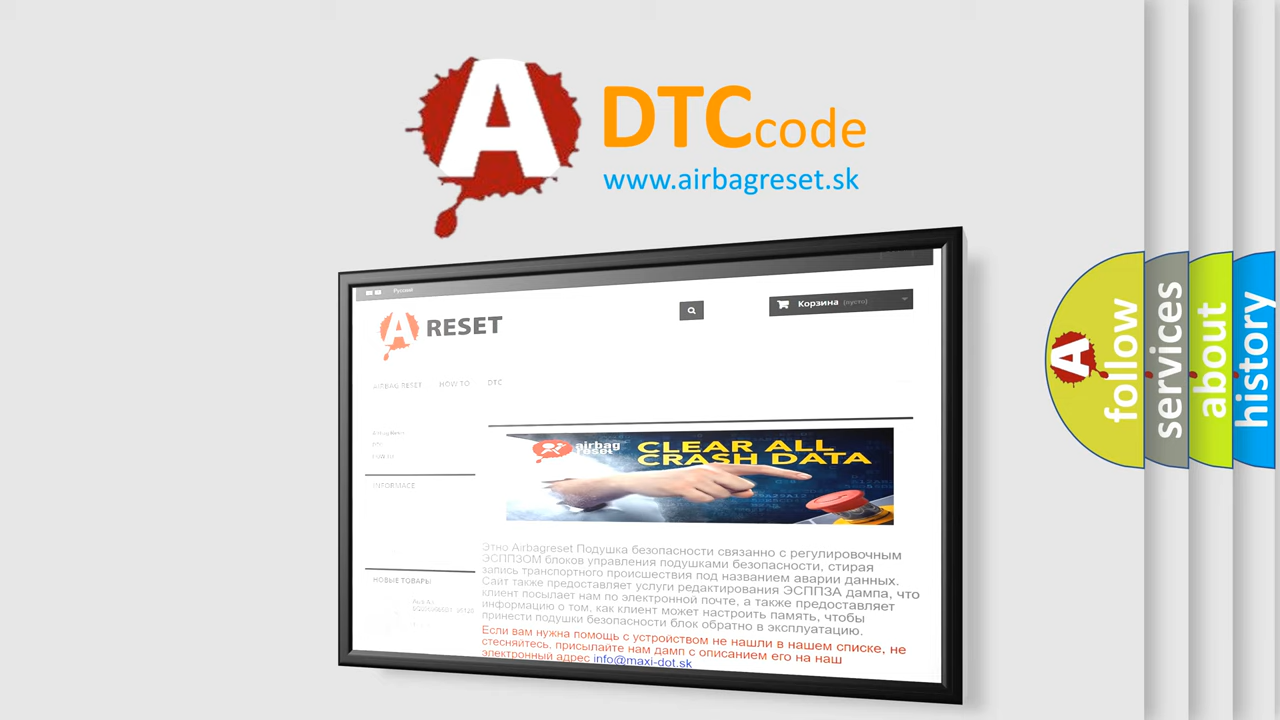 A
DTCcode
www.airbagreset.sk
Русский
A RESET
Корзина (пусто)
AIRBAG RESET HOW TO DTC
INFORMACE
НОВЫЕ ТОВАРЫ
airbag
reset
CLEAR ALL
CRASH DATA
Этно Airbagreset Подушка безопасности связанно с регулировочным
ЭСППЗОМ блоков управления подушками безопасности, стирая
запись транспортного происшествия под названием аварии данных.
Сайт также предоставляет услуги редактирования ЭСППЗА дампа, что
клиент посылает нам по электронной почте, а также предоставляет
информацию о том, как клиент может настроить память, чтобы
принести подушки безопасности блок обратно в эксплуатацию.
Если вам нужна помощь с устройством не нашли в нашем списке, не
стесняйтесь, присылайте нам дамп с описанием его на наш
электронный адрес info@maxi-dot.sk
A
follow
services
about
history